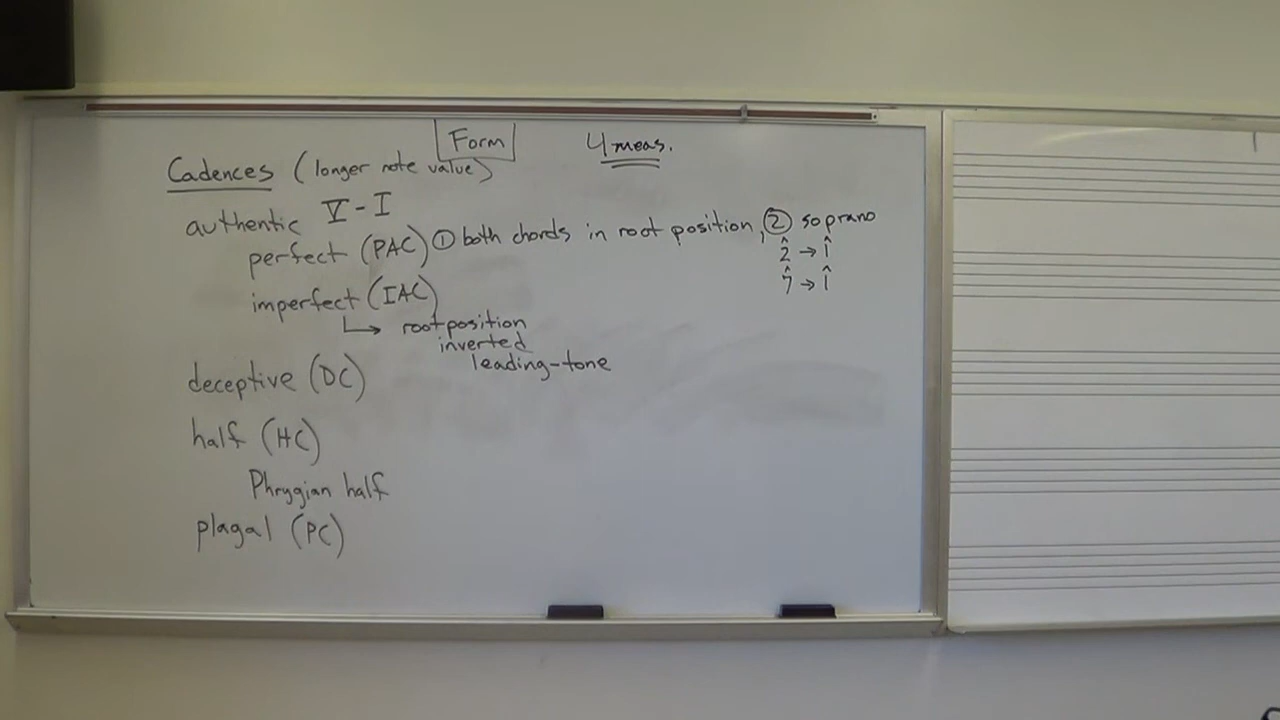 Form 4 meas.
Cadences (longer note value)
authentic V - I
perfect (PAC) ① both chords in root position, ② soprano
2̂ → 1̂
7̂ → 1̂
imperfect (IAC)
↳ root position
inverted
leading-tone
deceptive (DC)
half (HC)
Phrygian half
plagal (PC)